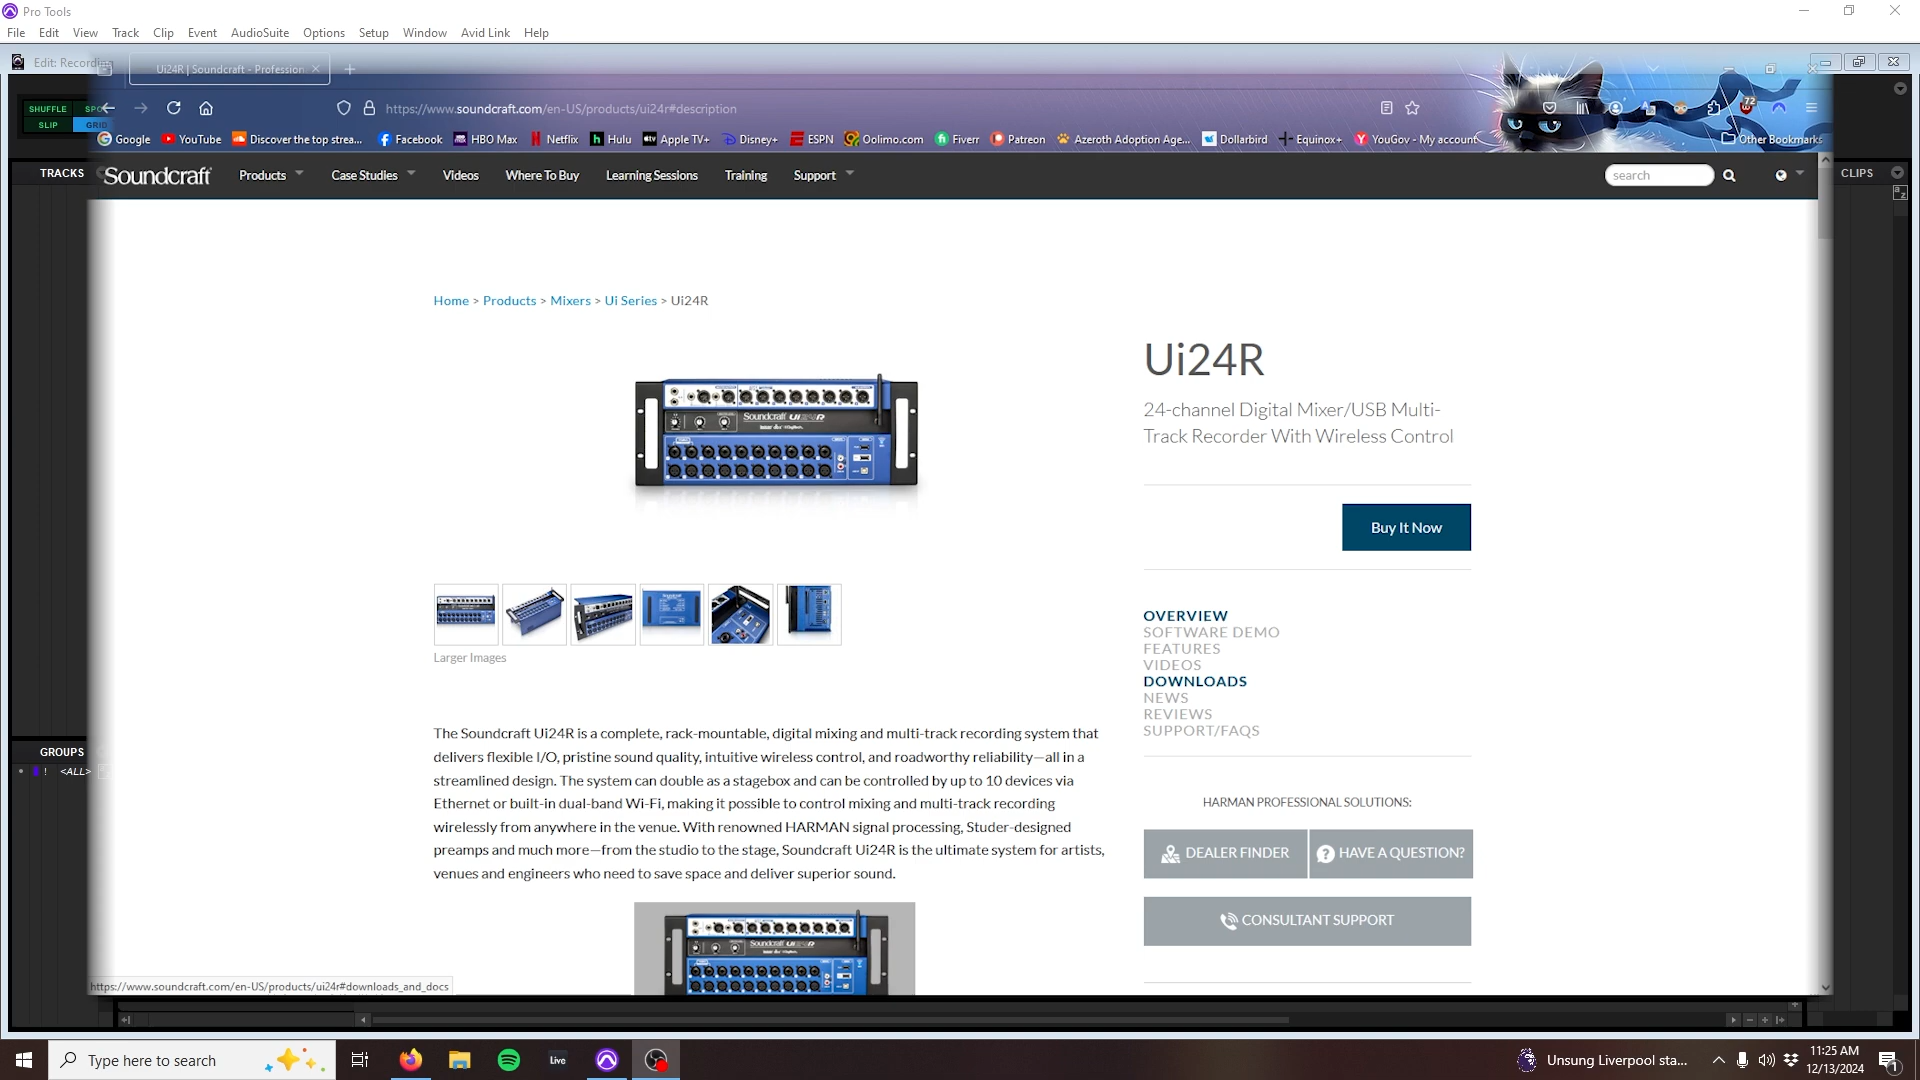 Pro Tools
File Edit View Track Clip Event AudioSuite Options Setup Window Avid Link Help
Edit: Recording
Ui24R | Soundcraft - Profession
SHUFFLE
SLIP GRID
https://www.soundcraft.com/en-US/products/ui24r#description
72
Google YouTube Discover the top strea... Facebook HBO Max Netflix Hulu Apple TV+ Disney+ ESPN Oolimo.com Fiverr Patreon Azeroth Adoption Age... Dollarbird Equinox+ YouGov - My account Other Bookmarks
TRACKS
Soundcraft Products Case Studies Videos Where To Buy Learning Sessions Training Support search
CLIPS
Home > Products > Mixers > Ui Series > Ui24R
Ui24R
24-channel Digital Mixer/USB Multi-
Track Recorder With Wireless Control
Soundcraft Ui24R
Buy It Now
Larger Images
OVERVIEW
SOFTWARE DEMO
FEATURES
VIDEOS
DOWNLOADS
NEWS
REVIEWS
SUPPORT/FAQS
The Soundcraft Ui24R is a complete, rack-mountable, digital mixing and multi-track recording system that
delivers flexible I/O, pristine sound quality, intuitive wireless control, and roadworthy reliability—all in a
streamlined design. The system can double as a stagebox and can be controlled by up to 10 devices via
Ethernet or built-in dual-band Wi-Fi, making it possible to control mixing and multi-track recording
wirelessly from anywhere in the venue. With renowned HARMAN signal processing, Studer-designed
preamps and much more—from the studio to the stage, Soundcraft Ui24R is the ultimate system for artists,
venues and engineers who need to save space and deliver superior sound.
GROUPS
! <ALL>
HARMAN PROFESSIONAL SOLUTIONS:
DEALER FINDER
HAVE A QUESTION?
CONSULTANT SUPPORT
Soundcraft Ui24R
https://www.soundcraft.com/en-US/products/ui24r#downloads_and_docs
Type here to search
Live
Unsung Liverpool sta...
11:25 AM
12/13/2024
1